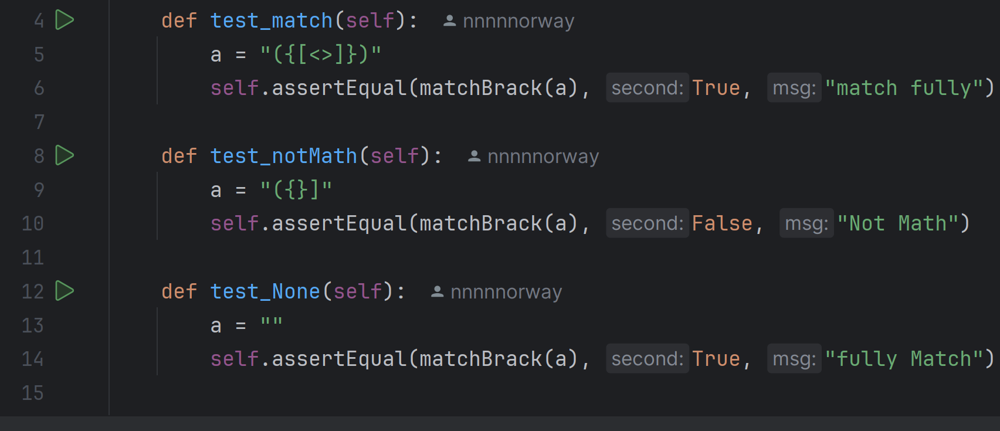 4 def test_match(self): nnnnnorway
5 a = "({[<>]})"
6 self.assertEqual(matchBrack(a), second: True, msg: "match fully")
7
8 def test_notMath(self): nnnnnorway
9 a = "({}]"
10 self.assertEqual(matchBrack(a), second: False, msg: "Not Math")
11
12 def test_None(self): nnnnnorway
13 a = ""
14 self.assertEqual(matchBrack(a), second: True, msg: "fully Match")
15